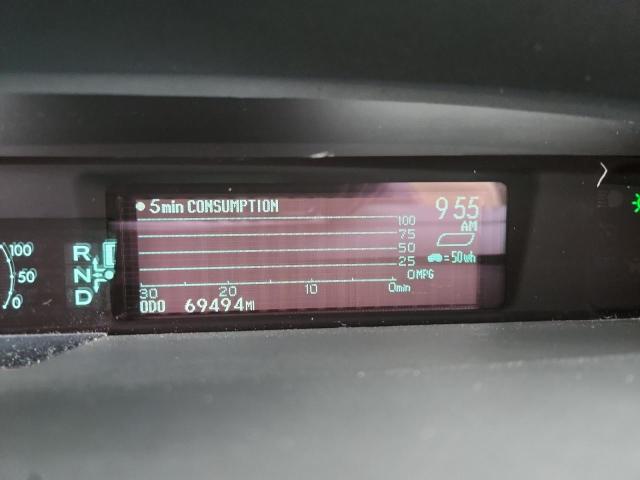 5min CONSUMPTION
9 55
AM
100
75
50
25
0MPG
= 50wh
30 20 10 0min
ODO 69494MI
100
50
0
R
N
D